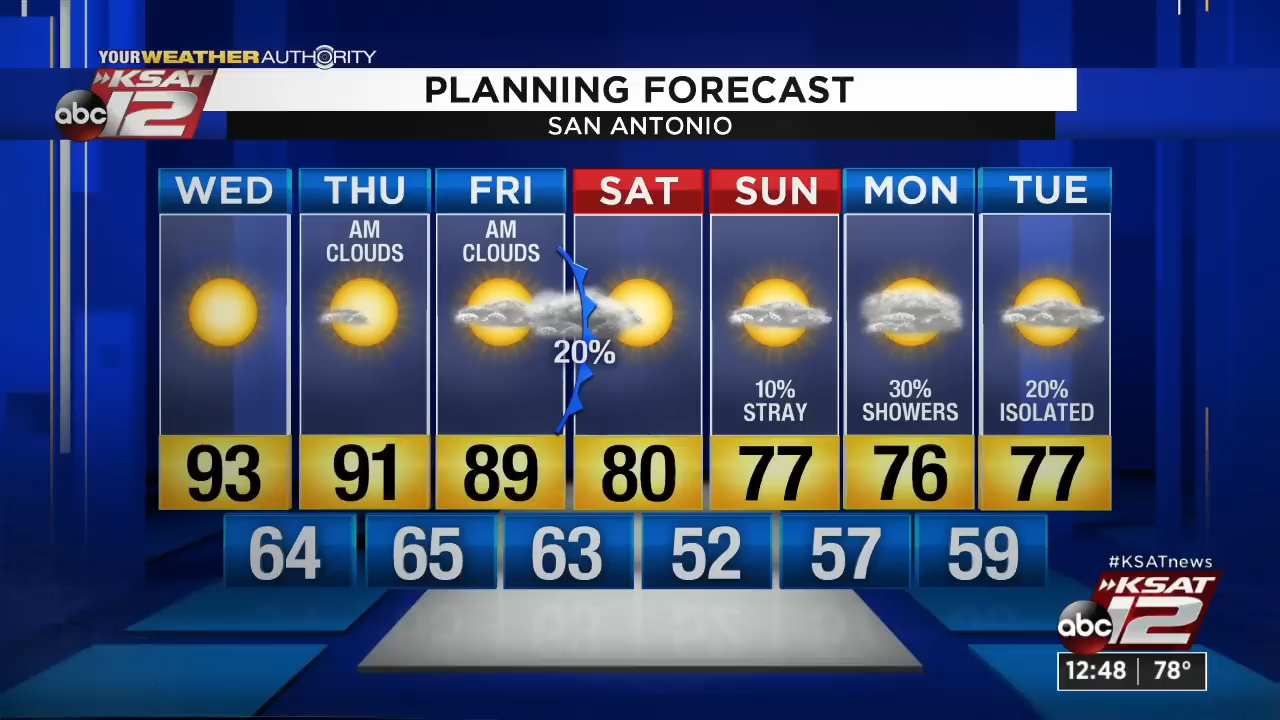 YOURWEATHERAUTHORITY
KSAT
abc 12
PLANNING FORECAST
SAN ANTONIO
WED THU FRI SAT SUN MON TUE
AM CLOUDS
AM CLOUDS
20%
10% STRAY
30% SHOWERS
20% ISOLATED
93 91 89 80 77 76 77
64 65 63 52 57 59
#KSATnews
KSAT
abc 12
12:48 78°